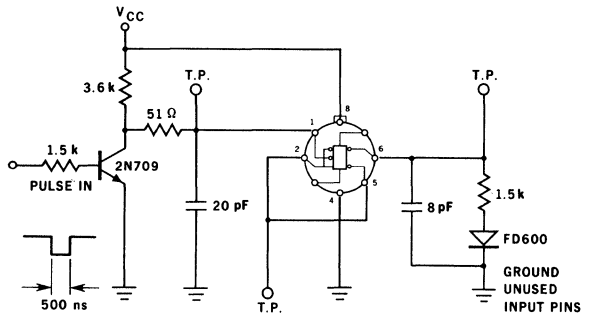 VCC
T.P.
T.P.
3.6 k
51 Ω
8
1
1.5 k
2
6
2N709
PULSE IN
5
1.5 k
20 pF
4
8 pF
FD600
500 ns
T.P.
GROUND
UNUSED
INPUT PINS